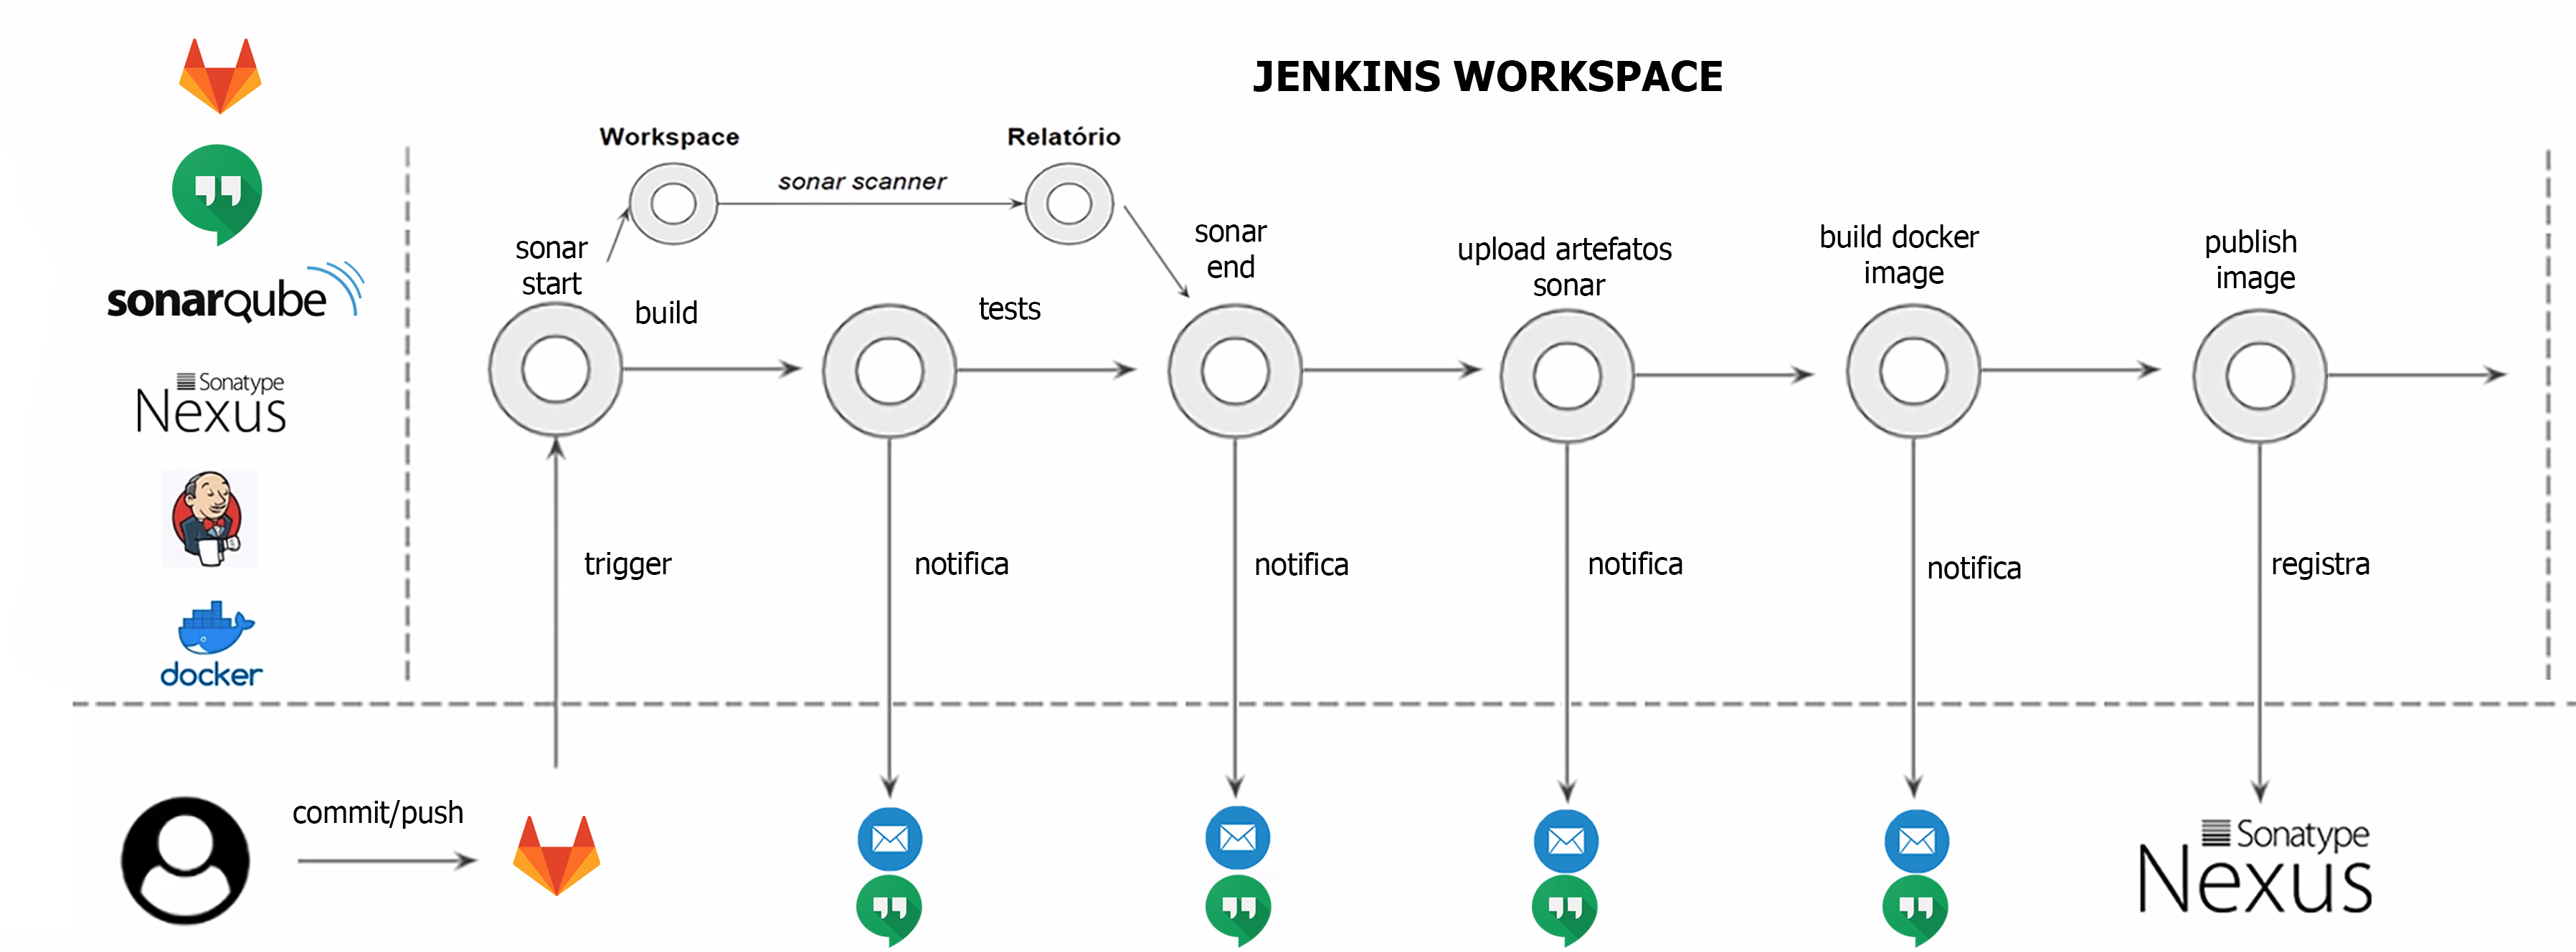 JENKINS WORKSPACE
Workspace
Relatório
sonar scanner
sonar
start
build
tests
sonar
end
upload artefatos
sonar
build docker
image
publish
image
sonarqube
Sonatype
Nexus
docker
trigger
notifica
notifica
notifica
notifica
registra
commit/push
Sonatype
Nexus